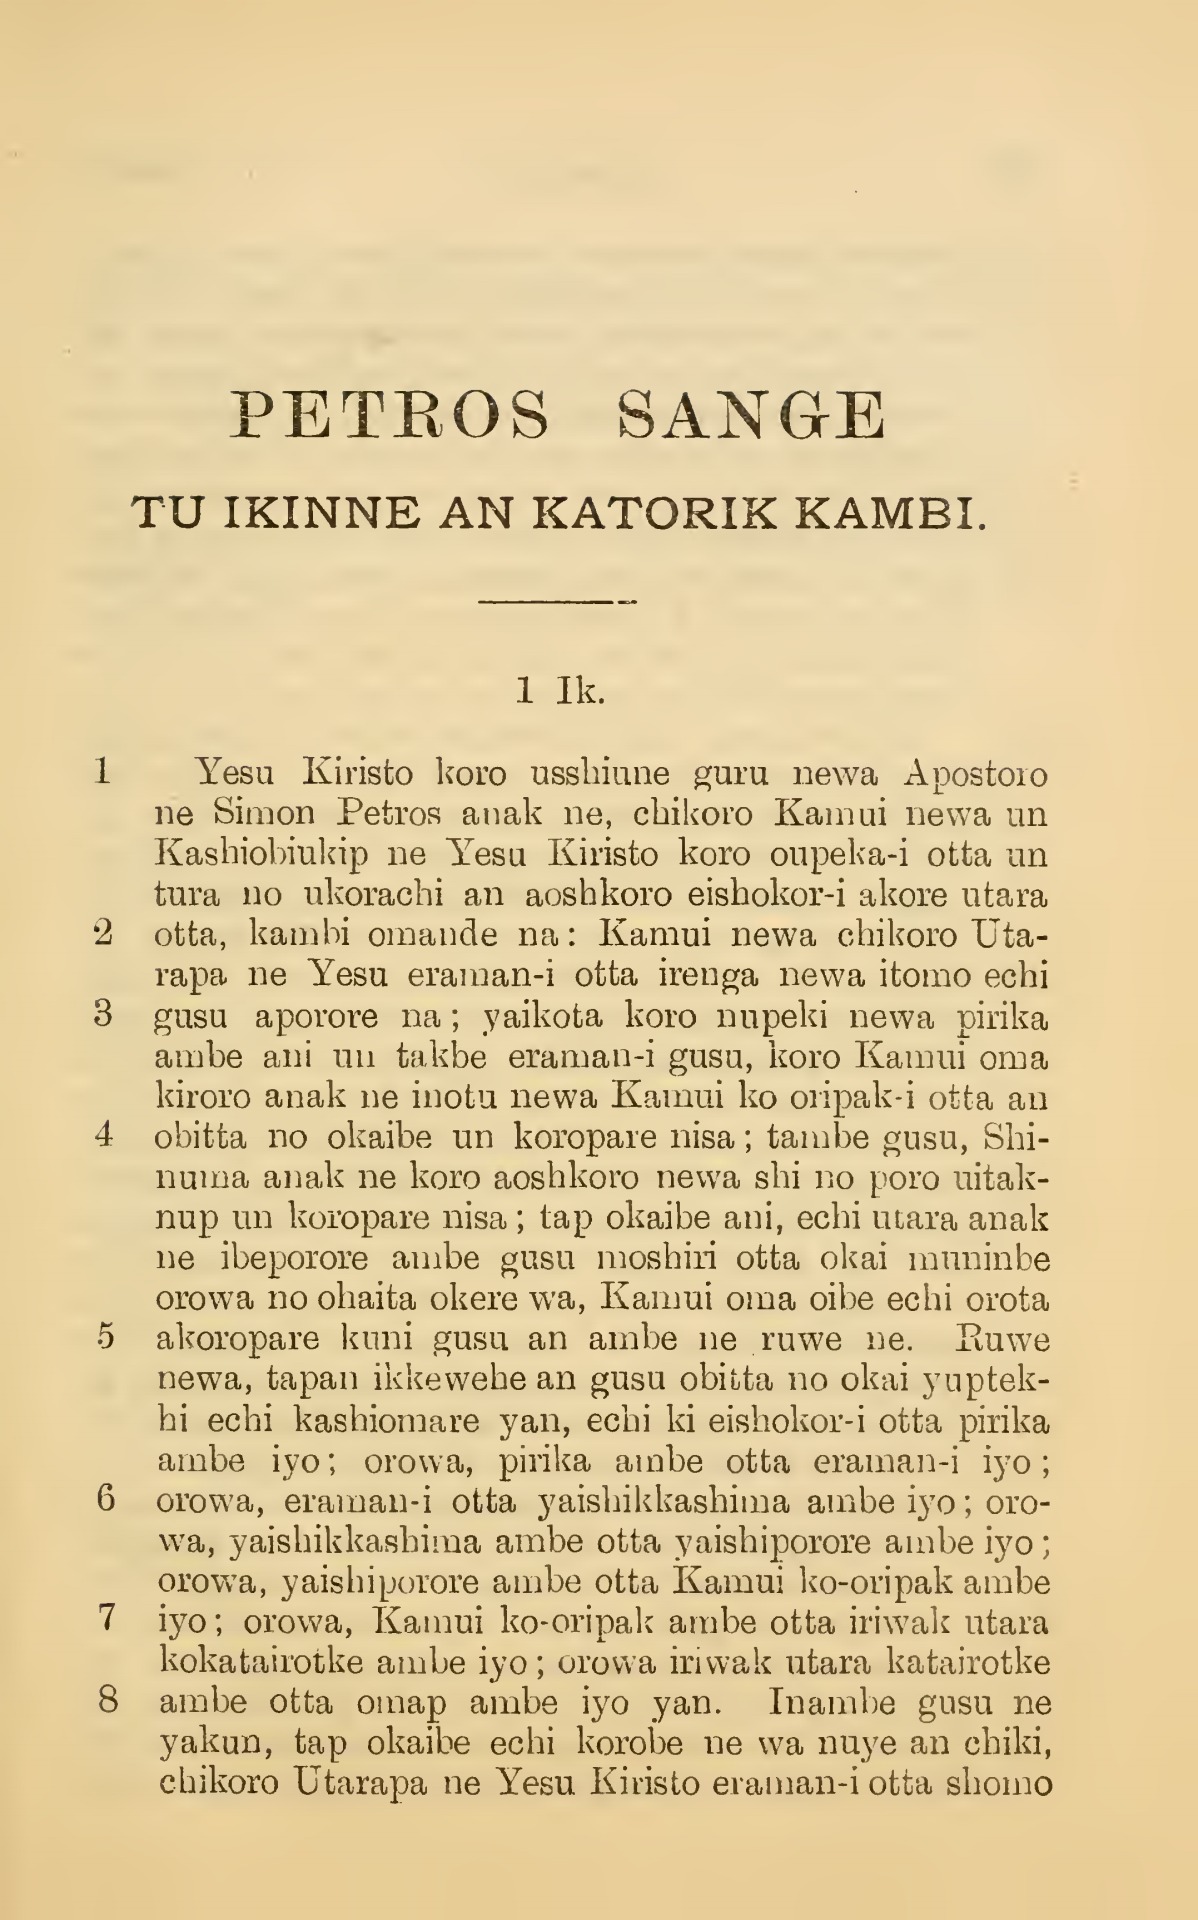 PETROS SANGE
TU IKINNE AN KATORIK KAMBI.
1 Ik.
1 Yesu Kiristo koro usshiune guru newa Apostoro
ne Simon Petros anak ne, chikoro Kamui newa un
Kashiobiukip ne Yesu Kiristo koro oupeka-i otta un
tura no ukorachi an aoshkoro eishokor-i akore utara
2 otta, kambi omande na: Kamui newa chikoro Uta-
rapa ne Yesu eraman-i otta irenga newa itomo echi
3 gusu aporore na; yaikota koro nupeki newa pirika
ambe ani un takbe eraman-i gusu, koro Kamui oma
kiroro anak ne inotu newa Kamui ko oripak-i otta an
4 obitta no okaibe un koropare nisa; tambe gusu, Shi-
numa anak ne koro aoshkoro newa shi no poro uitak-
nup un koropare nisa; tap okaibe ani, echi utara anak
ne ibeporore ambe gusu moshiri otta okai muninbe
orowa no ohaita okere wa, Kamui oma oibe echi orota
5 akoropare kuni gusu an ambe ne ruwe ne. Ruwe
newa, tapan ikkewehe an gusu obitta no okai yuptek-
hi echi kashiomare yan, echi ki eishokor-i otta pirika
ambe iyo; orowa, pirika ambe otta eraman-i iyo;
6 orowa, eraman-i otta yaishikkashima ambe iyo; oro-
wa, yaishikkashima ambe otta yaishiporore ambe iyo;
orowa, yaishiporore ambe otta Kamui ko-oripak ambe
7 iyo; orowa, Kamui ko-oripak ambe otta iriwak utara
kokatairotke ambe iyo; orowa iriwak utara katairotke
8 ambe otta omap ambe iyo yan. Inambe gusu ne
yakun, tap okaibe echi korobe ne wa nuye an chiki,
chikoro Utarapa ne Yesu Kiristo eraman-i otta shomo